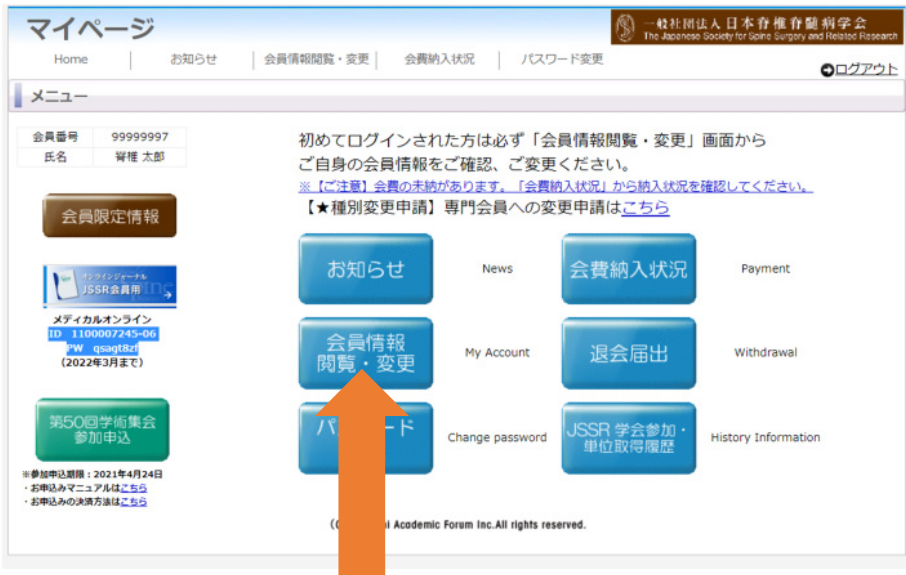 マイページ
一般社団法人 日本脊椎脊髄病学会
The Japanese Society for Spine Surgery and Related Research
Home
お知らせ
会員情報閲覧・変更
会費納入状況
パスワード変更
ログアウト
メニュー
会員番号 99999997
氏名 脊椎 太郎
初めてログインされた方は必ず「会員情報閲覧・変更」画面から
ご自身の会員情報をご確認、ご変更ください。
※【ご注意】会費の未納があります。「会費納入状況」から納入状況を確認してください。
【★種別変更申請】専門会員への変更申請はこちら
会員限定情報
オンラインジャーナル
JSSR会員用
メディカルオンライン
ID 1100007245-06
PW qsagt8zf
(2022年3月まで)
第50回学術集会
参加申込
※参加申込期限：2021年4月24日
・お申込みマニュアルはこちら
・お申込みの決済方法はこちら
お知らせ
News
会費納入状況
Payment
会員情報
閲覧・変更
My Account
退会届出
Withdrawal
パ ド
Change password
JSSR 学会参加・
単位取得履歴
History Information
Academic Forum Inc.All rights reserved.